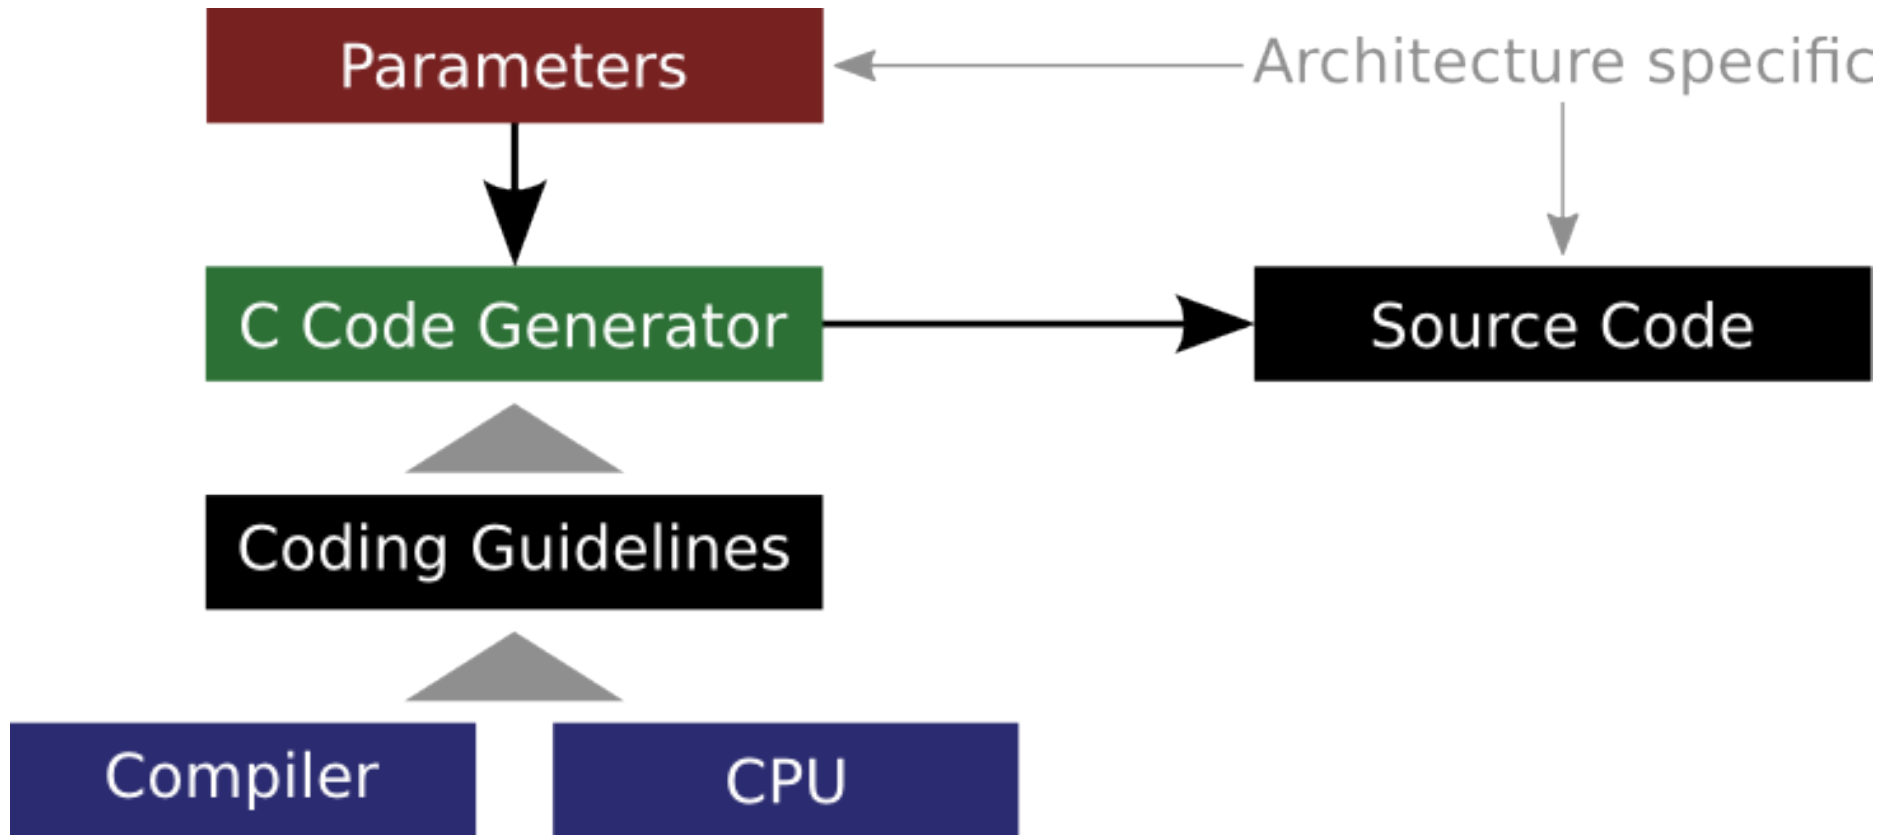 Parameters
Architecture specific
C Code Generator
Source Code
Coding Guidelines
Compiler
CPU